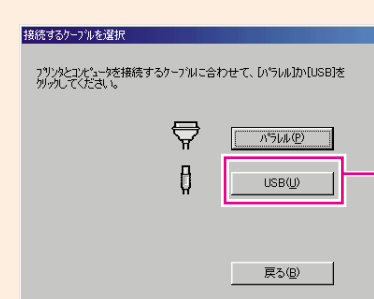 接続するケーブルを選択
プリンタとコンピュータを接続するケーブルに合わせて、[パラレル]か[USB]を
クリックしてください。
パラレル(P)
USB(U)
戻る(B)